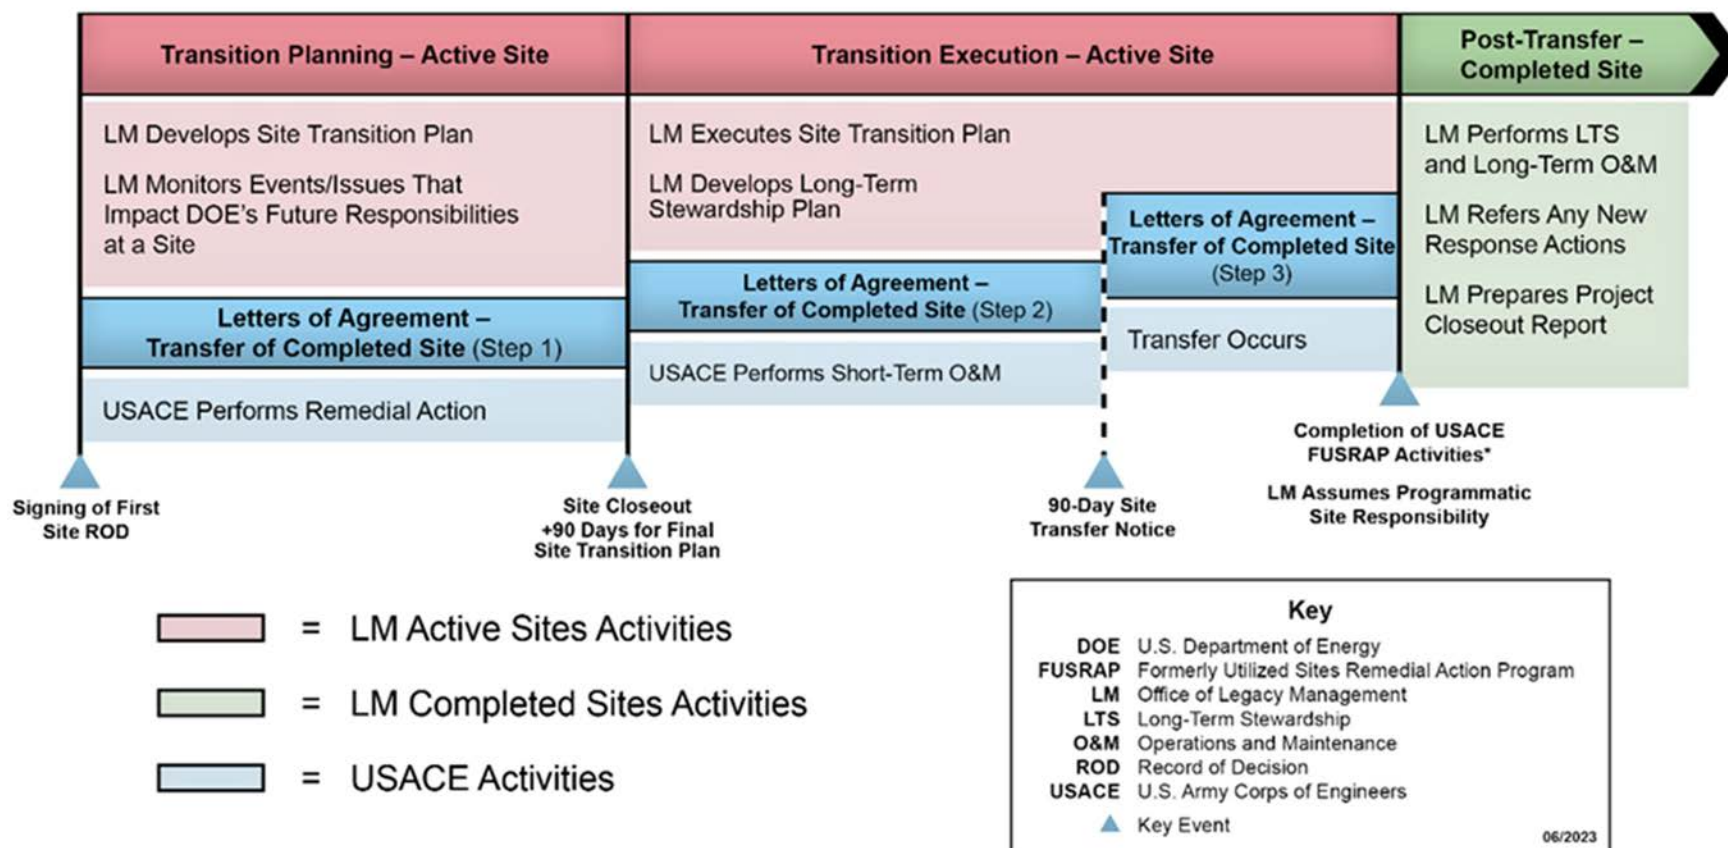 Transition Planning – Active Site
Transition Execution – Active Site
Post-Transfer –
Completed Site
LM Develops Site Transition Plan
LM Monitors Events/Issues That
Impact DOE's Future Responsibilities
at a Site
Letters of Agreement –
Transfer of Completed Site (Step 1)
USACE Performs Remedial Action
LM Executes Site Transition Plan
LM Develops Long-Term
Stewardship Plan
Letters of Agreement –
Transfer of Completed Site (Step 2)
USACE Performs Short-Term O&M
Letters of Agreement –
Transfer of Completed Site
(Step 3)
Transfer Occurs
LM Performs LTS
and Long-Term O&M
LM Refers Any New
Response Actions
LM Prepares Project
Closeout Report
Signing of First
Site ROD
Site Closeout
+90 Days for Final
Site Transition Plan
90-Day Site
Transfer Notice
Completion of USACE
FUSRAP Activities*
LM Assumes Programmatic
Site Responsibility
= LM Active Sites Activities
= LM Completed Sites Activities
= USACE Activities
Key
DOE U.S. Department of Energy
FUSRAP Formerly Utilized Sites Remedial Action Program
LM Office of Legacy Management
LTS Long-Term Stewardship
O&M Operations and Maintenance
ROD Record of Decision
USACE U.S. Army Corps of Engineers
Key Event
06/2023